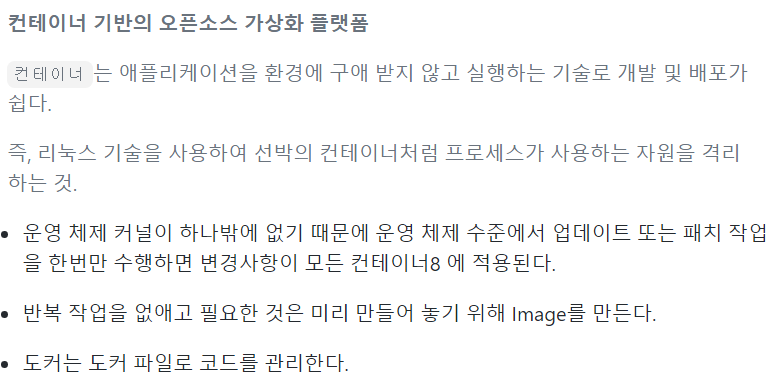 컨테이너 기반의 오픈소스 가상화 플랫폼
컨테이너는 애플리케이션을 환경에 구애 받지 않고 실행하는 기술로 개발 및 배포가
쉽다.
즉, 리눅스 기술을 사용하여 선박의 컨테이너처럼 프로세스가 사용하는 자원을 격리
하는 것.
• 운영 체제 커널이 하나밖에 없기 때문에 운영 체제 수준에서 업데이트 또는 패치 작업
을 한번만 수행하면 변경사항이 모든 컨테이너8 에 적용된다.
• 반복 작업을 없애고 필요한 것은 미리 만들어 놓기 위해 Image를 만든다.
• 도커는 도커 파일로 코드를 관리한다.